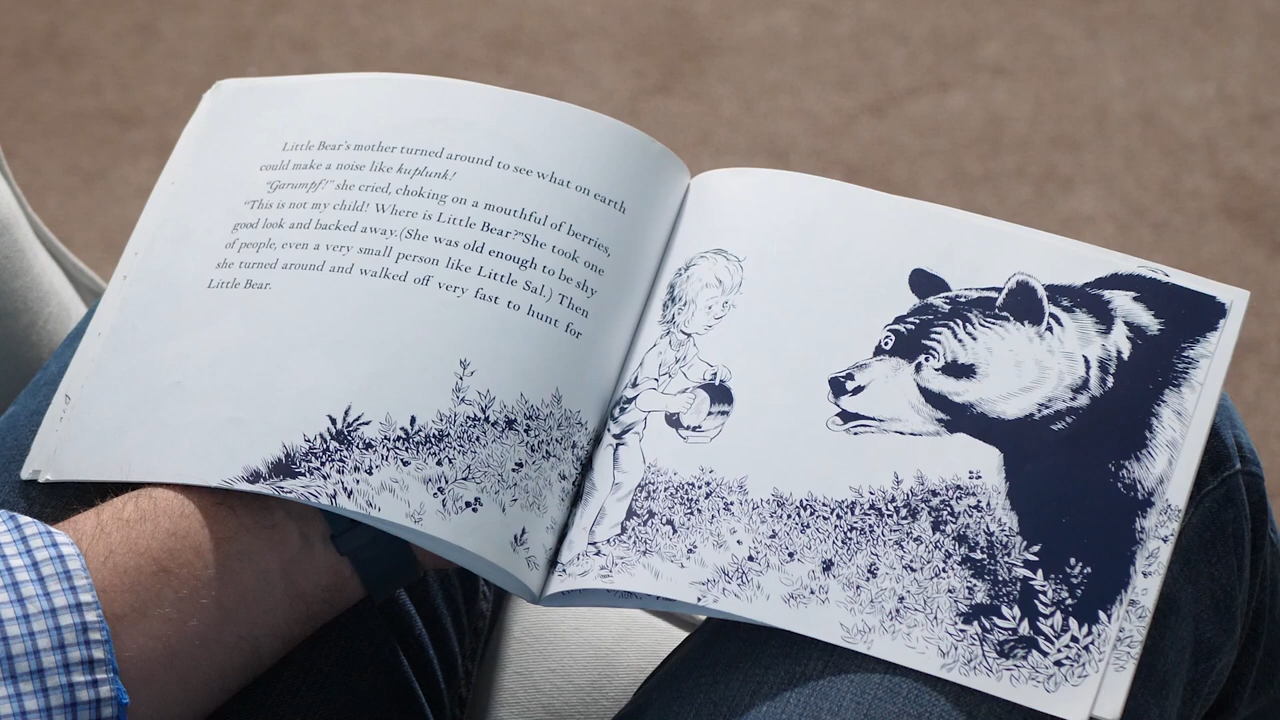 Little Bear's mother turned around to see what on earth
could make a noise like kuplunk!
"Garumpf!" she cried, choking on a mouthful of berries,
"This is not my child! Where is Little Bear?" She took one
good look and backed away. (She was old enough to be shy
of people, even a very small person like Little Sal.) Then
she turned around and walked off very fast to hunt for
Little Bear.